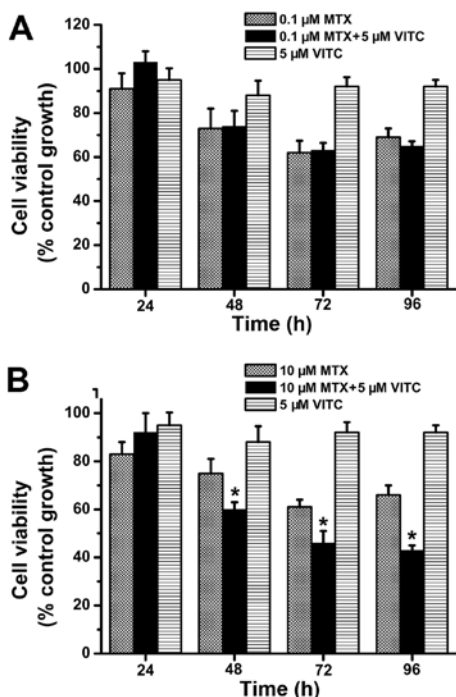 A
0.1 µM MTX
0.1 µM MTX+5 µM VITC
5 µM VITC
Cell viability
(% control growth)
120
100
80
60
40
20
0
24 48 72 96
Time (h)
B
10 µM MTX
10 µM MTX+5 µM VITC
5 µM VITC
Cell viability
(% control growth)
100
80
60
40
20
0
* * *
24 48 72 96
Time (h)